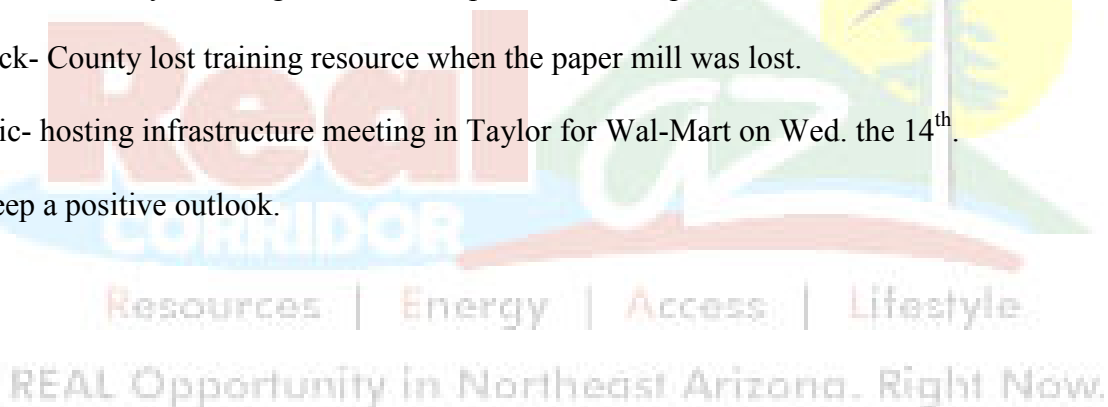 ck- County lost training resource when the paper mill was lost.
ic- hosting infrastructure meeting in Taylor for Wal-Mart on Wed. the 14th.
eep a positive outlook.
Real
az
CORRIDOR
Resources | Energy | Access | Lifestyle
REAL Opportunity in Northeast Arizona. Right Now.